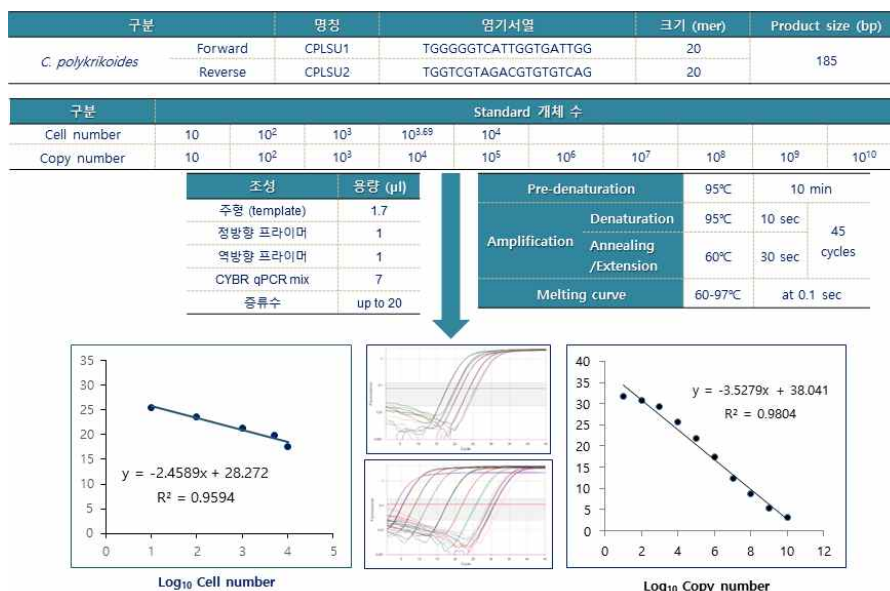 구분 명칭 염기서열 크기 (mer) Product size (bp)
C. polykrikoides Forward CPLSU1 TGGGGGTCATTGGTGATTGG 20 185
Reverse CPLSU2 TGGTCGTAGACGTGTGTCAG 20
구분 Standard 개체 수
Cell number 10 10² 10³ 10³·⁶⁹ 10⁴
Copy number 10 10² 10³ 10⁴ 10⁵ 10⁶ 10⁷ 10⁸ 10⁹ 10¹⁰
조성 용량 (µl)
주형 (template) 1.7
정방향 프라이머 1
역방향 프라이머 1
CYBR qPCR mix 7
증류수 up to 20
Pre-denaturation 95℃ 10 min
Amplification Denaturation 95℃ 10 sec 45 cycles
Annealing /Extension 60℃ 30 sec
Melting curve 60-97℃ at 0.1 sec
35
30
25
20
15
10
5
0
y = -2.4589x + 28.272
R² = 0.9594
0 1 2 3 4 5
Log₁₀ Cell number
Cycle
Cycle
40
35
30
25
20
15
10
5
0
y = -3.5279x + 38.041
R² = 0.9804
0 2 4 6 8 10 12
Log₁₀ Copy number